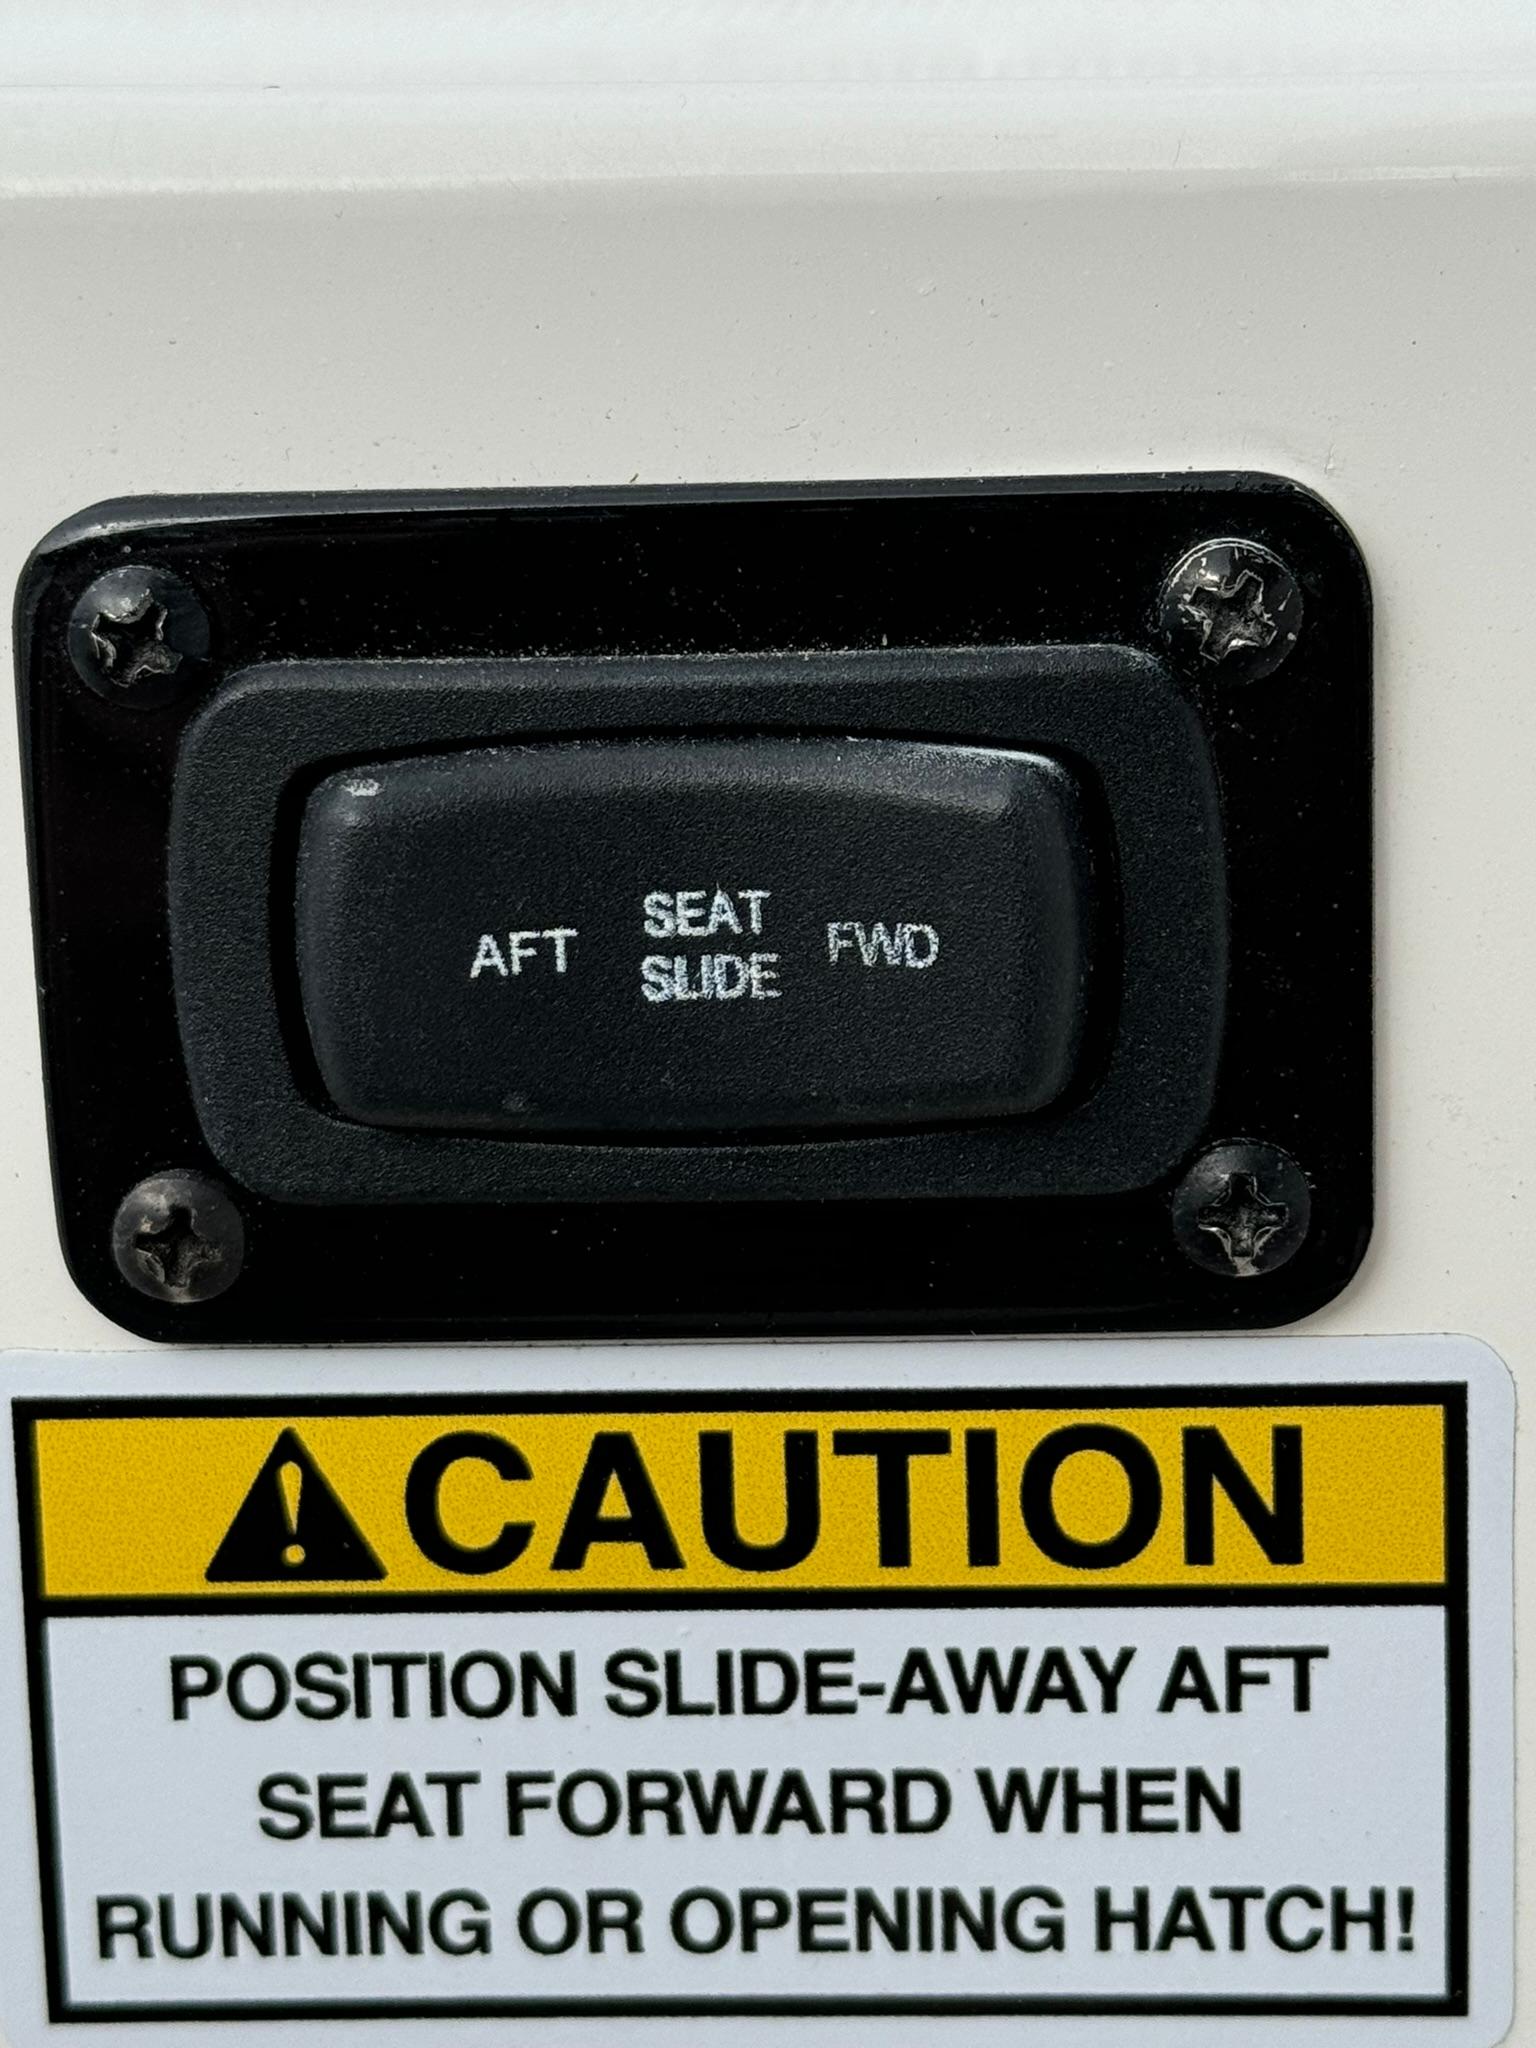 AFT SEAT SLIDE FWD
CAUTION
POSITION SLIDE-AWAY AFT
SEAT FORWARD WHEN
RUNNING OR OPENING HATCH!